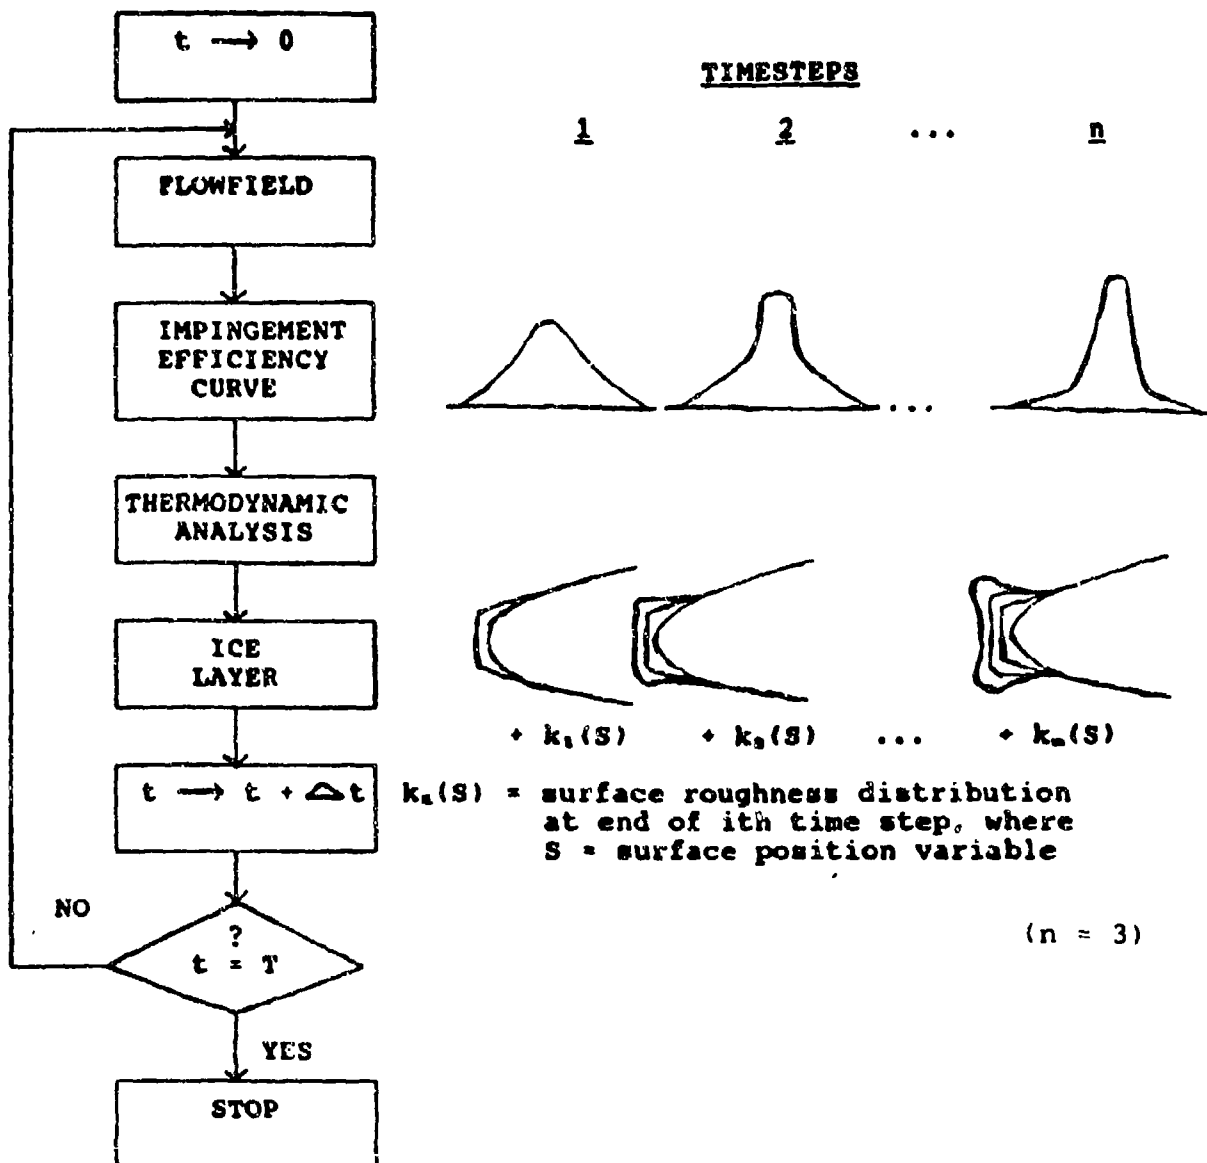 t → 0
TIMESTEPS
1 2 ... n
FLOWFIELD
IMPINGEMENT
EFFICIENCY
CURVE
...
THERMODYNAMIC
ANALYSIS
ICE
LAYER
+ k₁(S) + k₂(S) ... + kₙ(S)
t → t + Δt
kₙ(S) = surface roughness distribution
at end of ith time step, where
S = surface position variable
NO
?
t = T
(n = 3)
YES
STOP